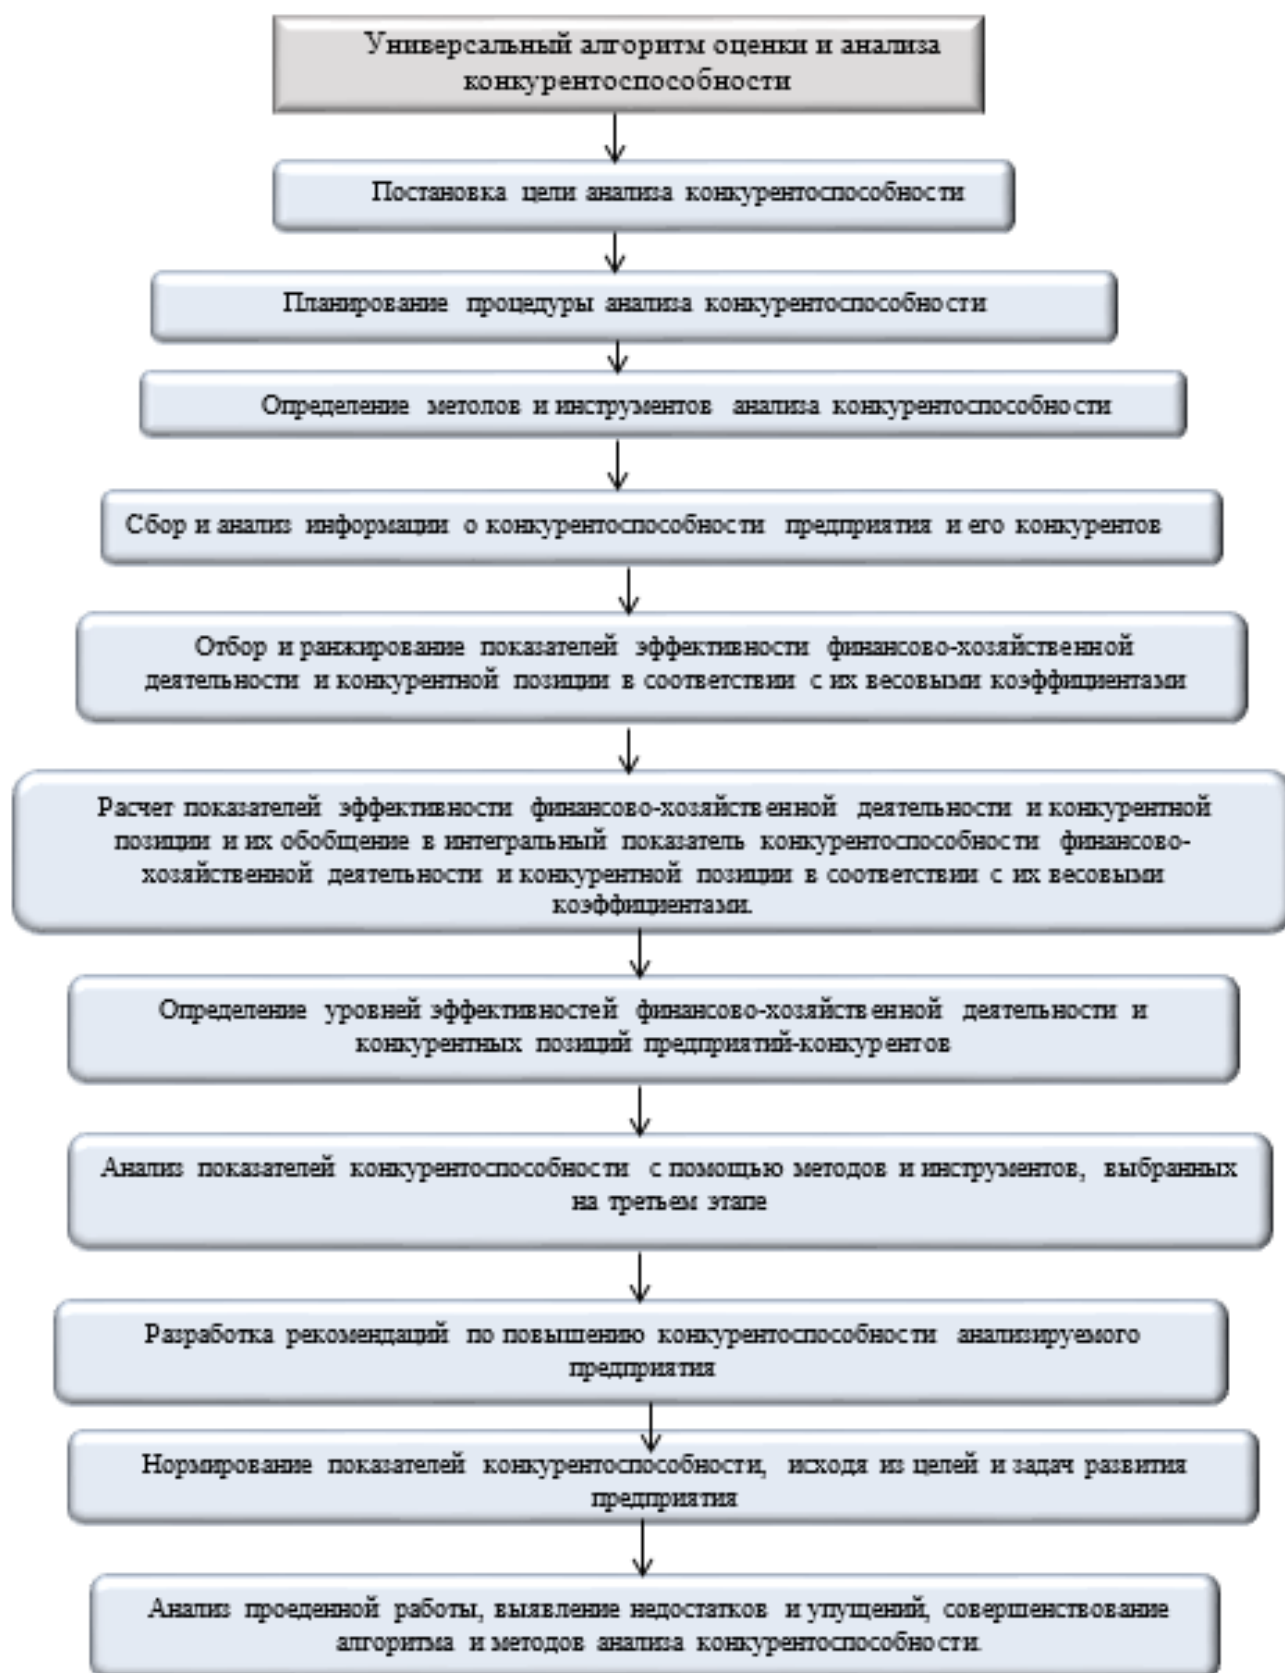 Универсальный алгоритм оценки и анализа
конкурентоспособности
Постановка цели анализа конкурентоспособности
Планирование процедуры анализа конкурентоспособности
Определение метолов и инструментов анализа конкурентоспособности
Сбор и анализ информации о конкурентоспособности предприятия и его конкурентов
Отбор и ранжирование показателей эффективности финансово-хозяйственной
деятельности и конкурентной позиции в соответствии с их весовыми коэффициентами
Расчет показателей эффективности финансово-хозяйственной деятельности и конкурентной
позиции и их обобщение в интегральный показатель конкурентоспособности финансово-
хозяйственной деятельности и конкурентной позиции в соответствии с их весовыми
коэффициентами.
Определение уровней эффективностей финансово-хозяйственной деятельности и
конкурентных позиций предприятий-конкурентов
Анализ показателей конкурентоспособности с помощью методов и инструментов, выбранных
на третьем этапе
Разработка рекомендаций по повышению конкурентоспособности анализируемого
предприятия
Нормирование показателей конкурентоспособности, исходя из целей и задач развития
предприятия
Анализ проеденной работы, выявление недостатков и упущений, совершенствование
алгоритма и методов анализа конкурентоспособности.